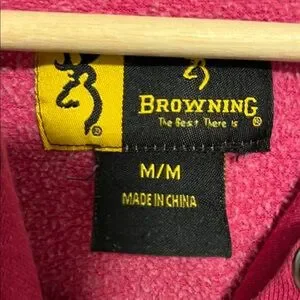 ®
BROWNING
The Best There Is ®
M/M
MADE IN CHINA